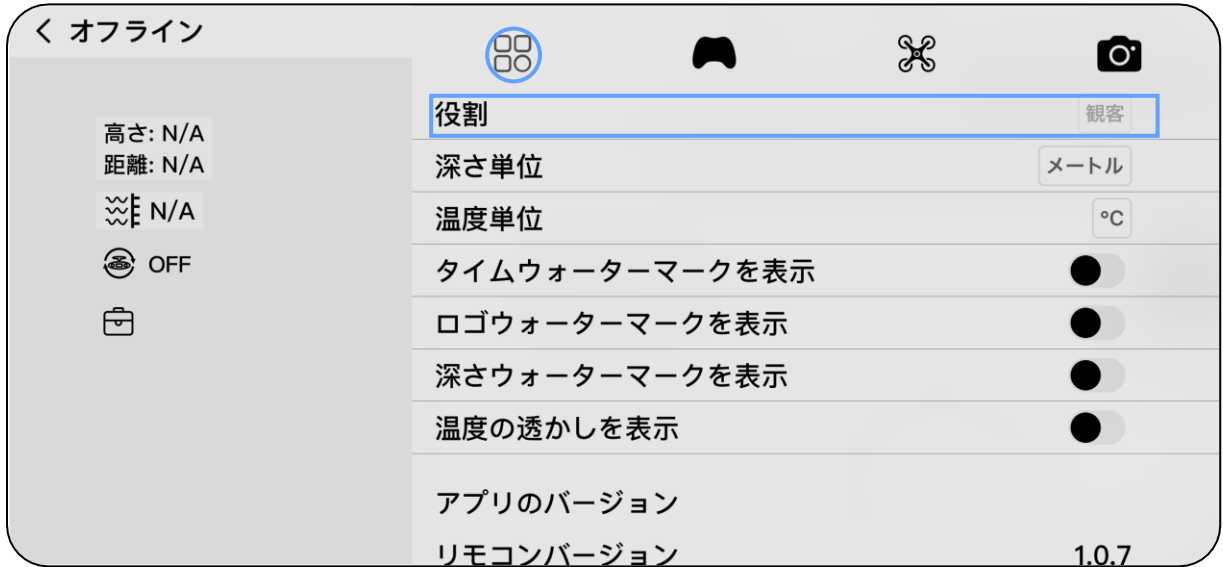 オフライン
高さ: N/A
距離: N/A
N/A
OFF
役割 観客
深さ単位 メートル
温度単位 °C
タイムウォーターマークを表示
ロゴウォーターマークを表示
深さウォーターマークを表示
温度の透かしを表示
アプリのバージョン
リモコンバージョン 1.0.7